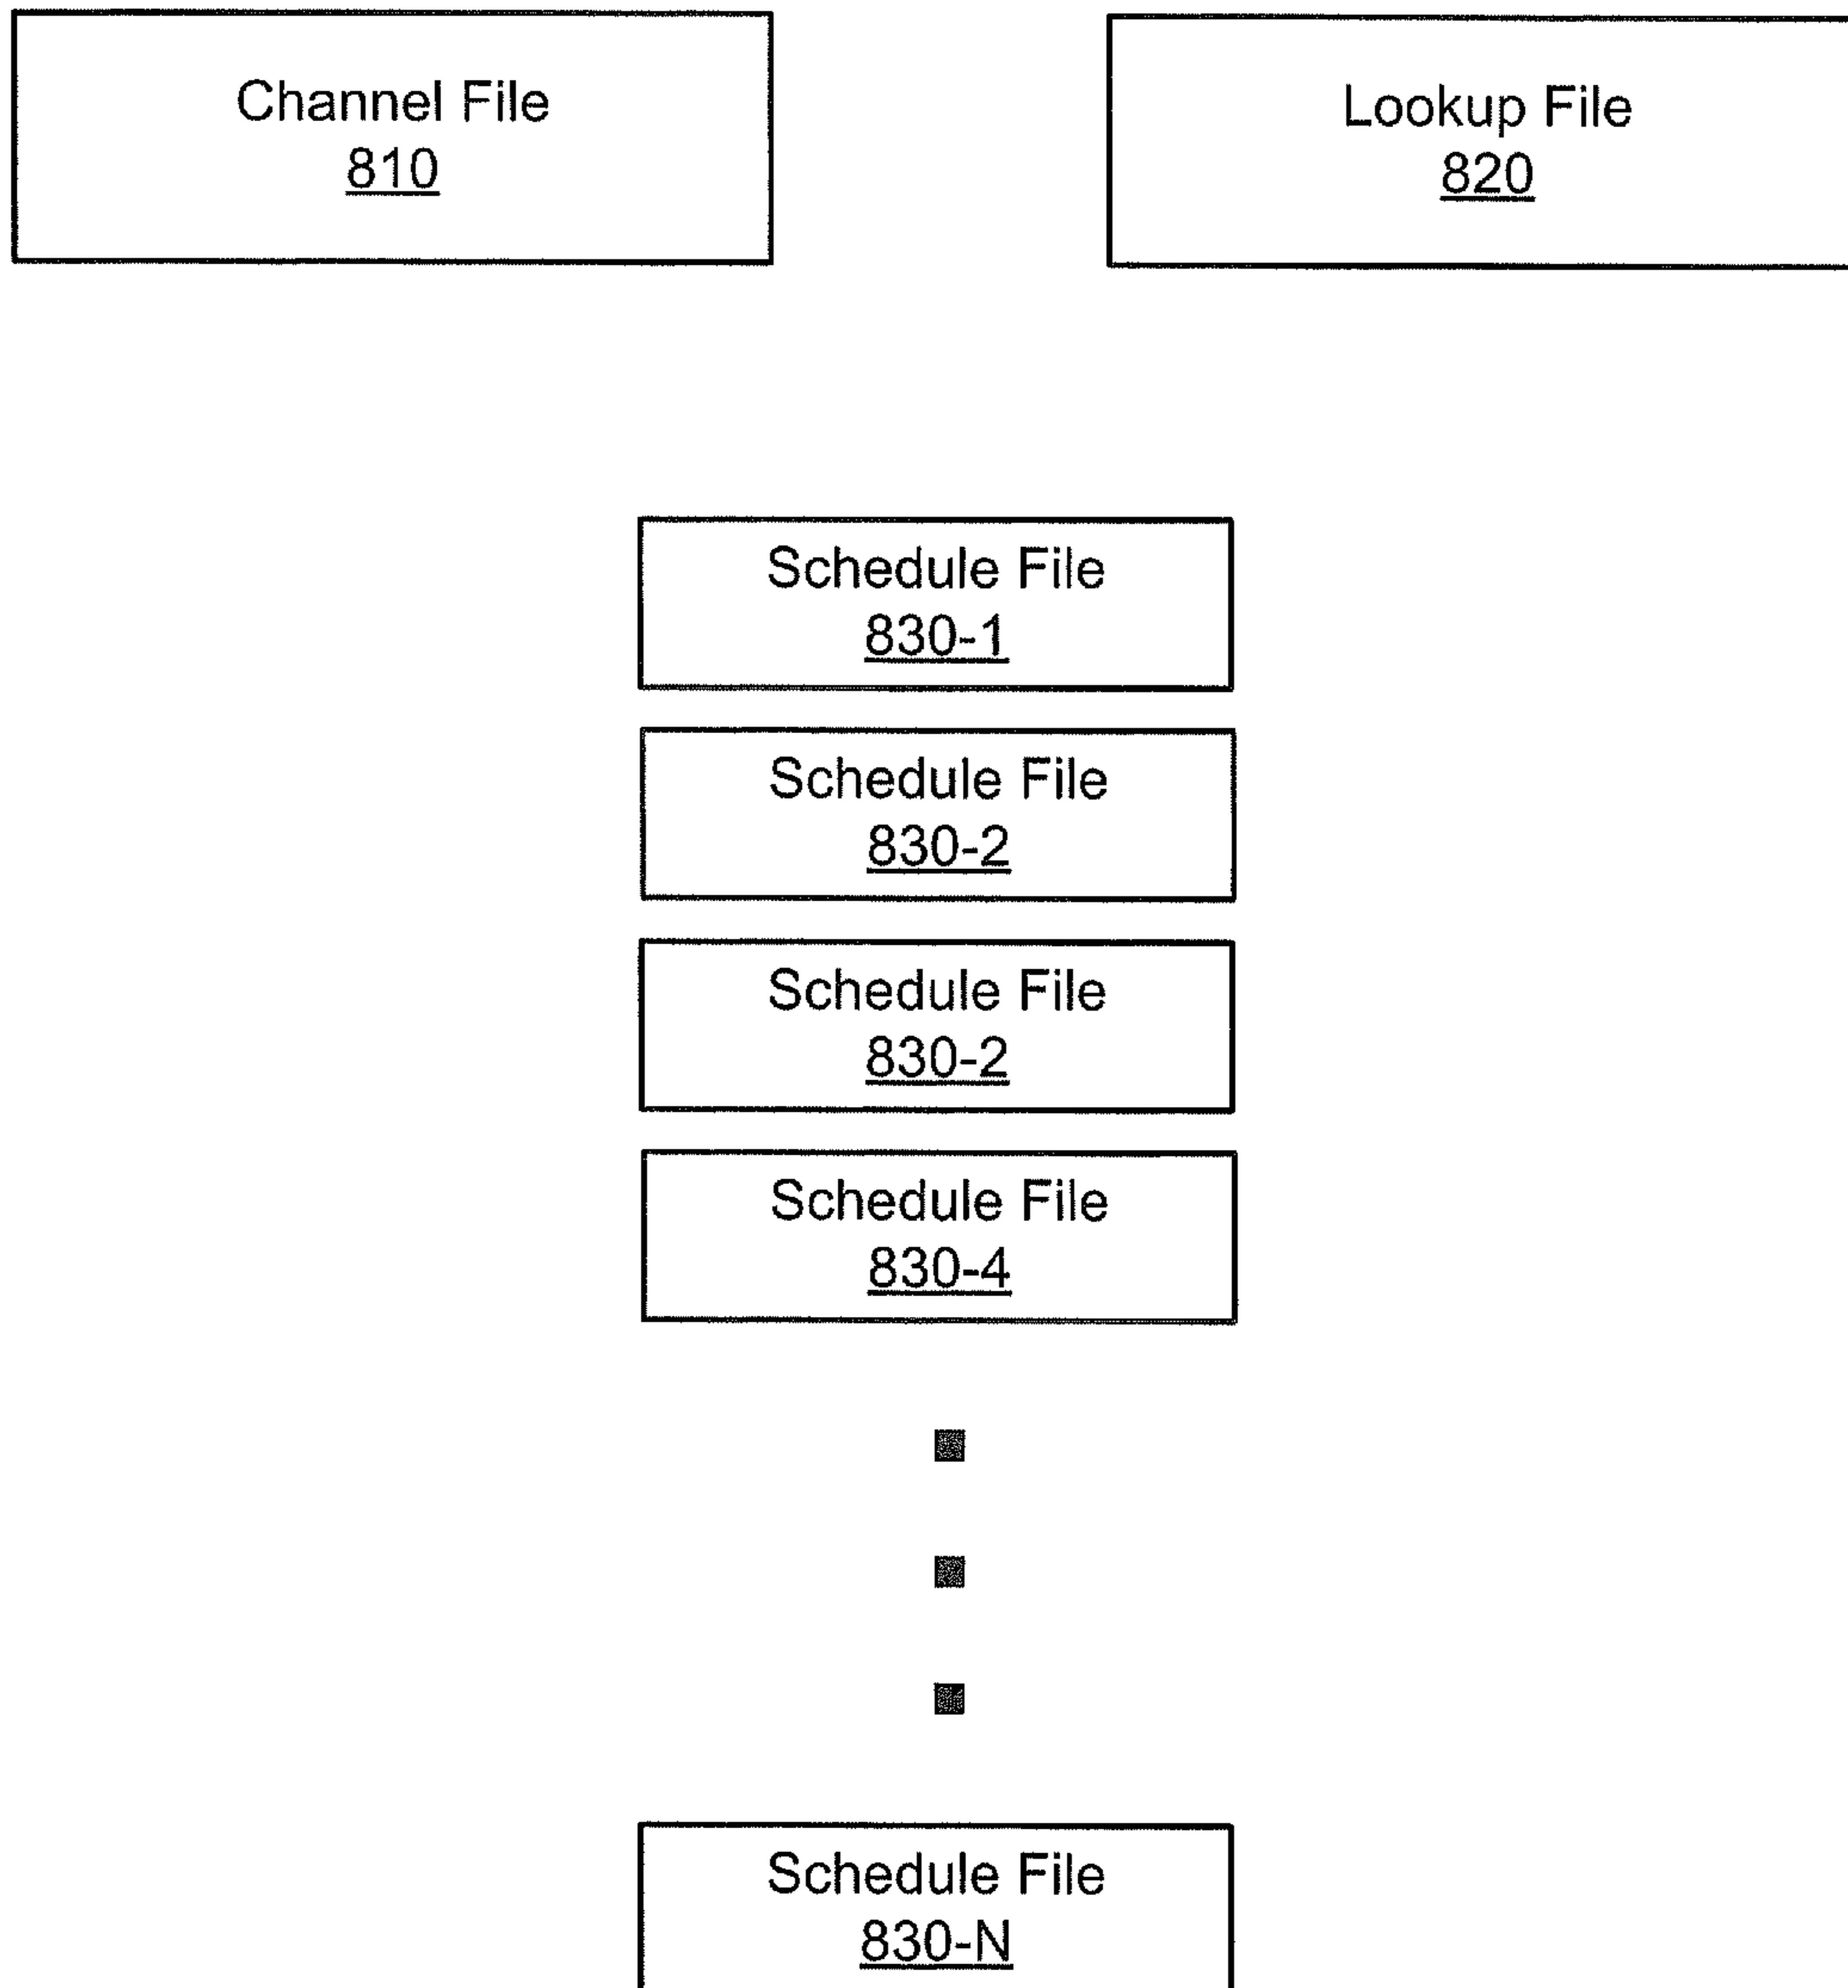 Channel File
810
Lookup File
820
Schedule File
830-1
Schedule File
830-2
Schedule File
830-2
Schedule File
830-4
Schedule File
830-N